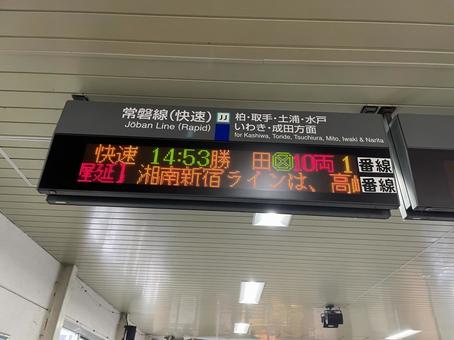 常磐線(快速) JJ 柏・取手・土浦・水戸
Jōban Line (Rapid) いわき・成田方面
for Kashiwa, Toride, Tsuchiura, Mito, Iwaki & Narita
快速 14:53 勝田 10両 1 番線
延】 湘南新宿ラインは、高 番線